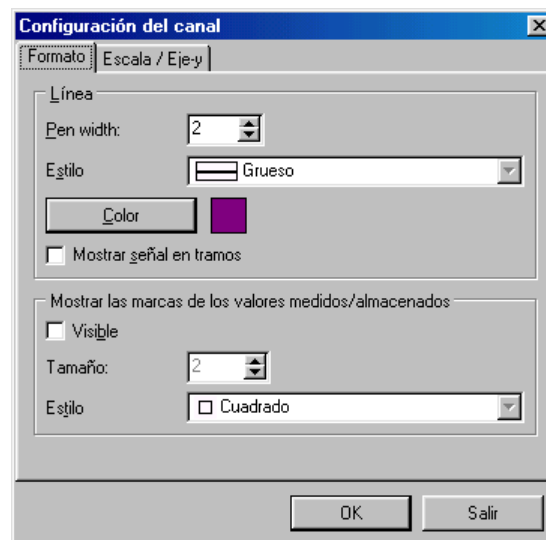 Configuración del canal
Formato Escala / Eje-y
Línea
Pen width: 2
Estilo Grueso
Color
Mostrar señal en tramos
Mostrar las marcas de los valores medidos/almacenados
Visible
Tamaño: 2
Estilo Cuadrado
OK Salir